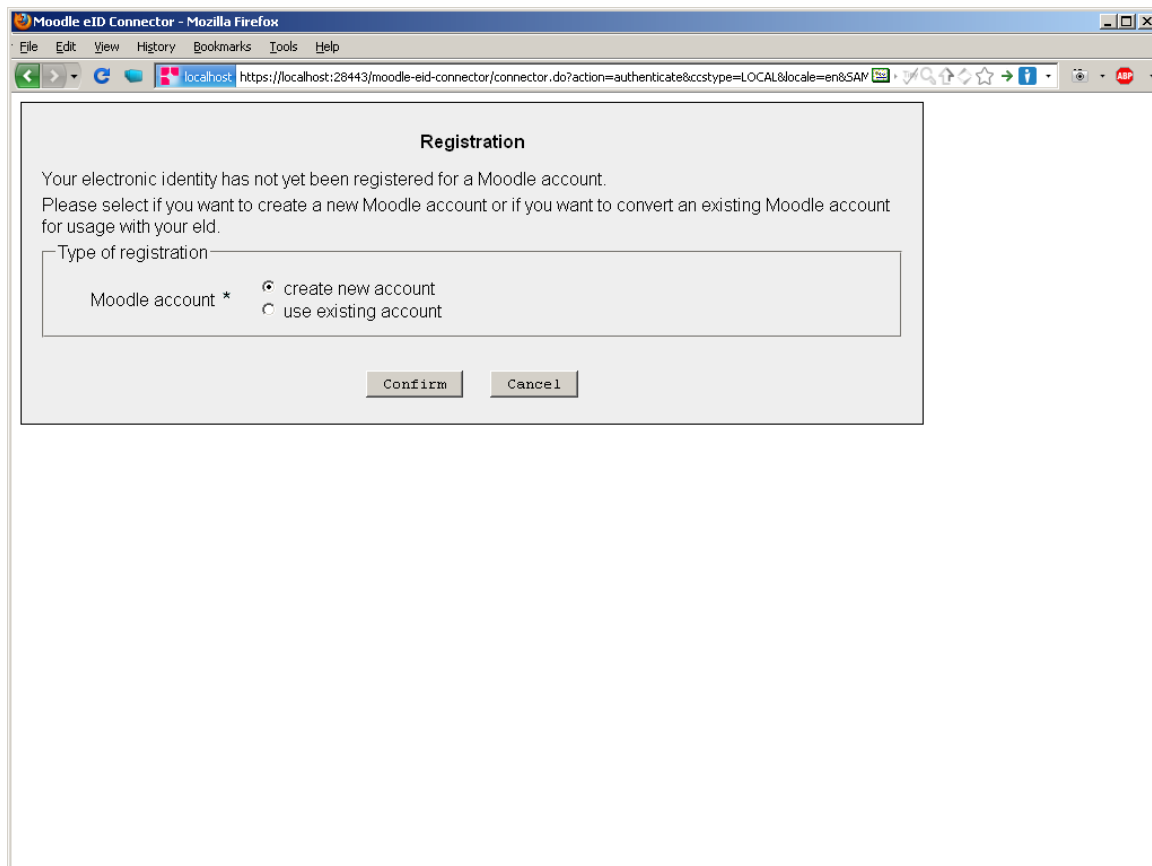 Moodle eID Connector - Mozilla Firefox
File Edit View History Bookmarks Tools Help
localhost https://localhost:28443/moodle-eid-connector/connector.do?action=authenticate&ccstype=LOCAL&locale=en&SAM
ABP
Registration
Your electronic identity has not yet been registered for a Moodle account.
Please select if you want to create a new Moodle account or if you want to convert an existing Moodle account
for usage with your eId.
Type of registration
Moodle account *
create new account
use existing account
Confirm Cancel